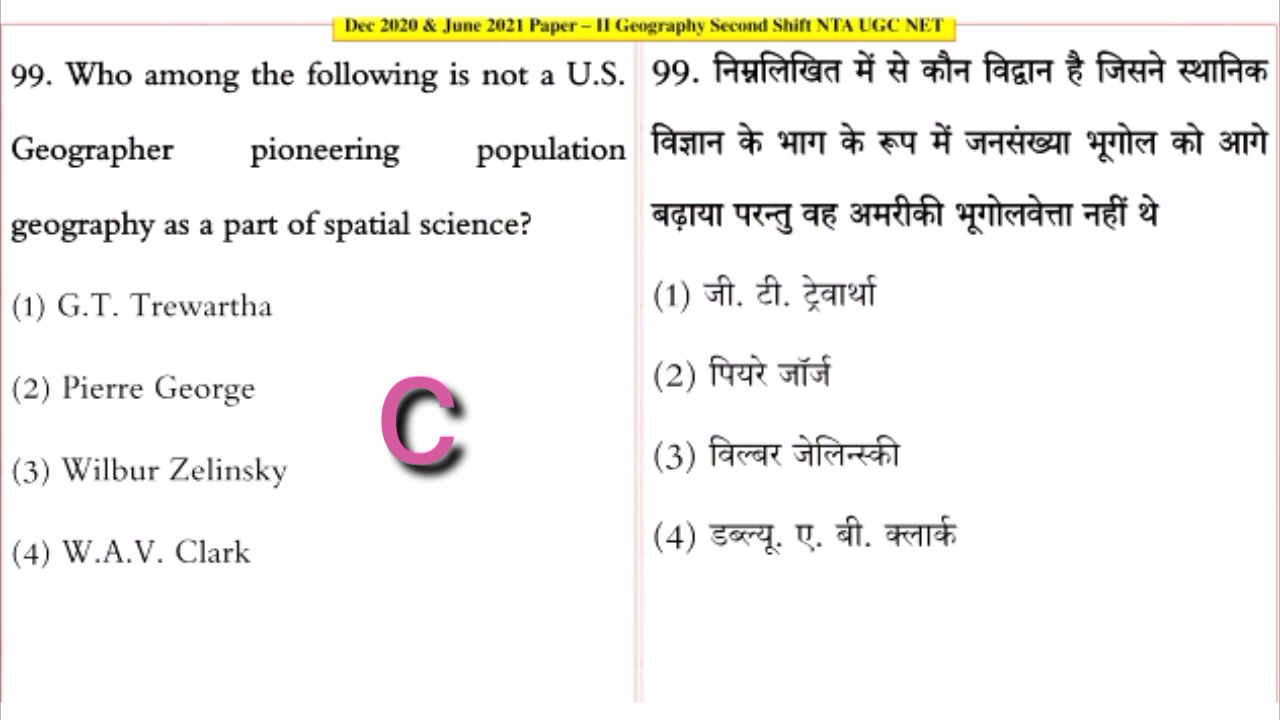 Dec 2020 & June 2021 Paper – II Geography Second Shift NTA UGC NET
99. Who among the following is not a U.S.
Geographer pioneering population
geography as a part of spatial science?
(1) G.T. Trewartha
(2) Pierre George
(3) Wilbur Zelinsky
(4) W.A.V. Clark
C
99. निम्नलिखित में से कौन विद्वान है जिसने स्थानिक
विज्ञान के भाग के रूप में जनसंख्या भूगोल को आगे
बढ़ाया परन्तु वह अमरीकी भूगोलवेत्ता नहीं थे
(1) जी. टी. ट्रेवार्था
(2) पियरे जॉर्ज
(3) विल्बर जेलिन्स्की
(4) डब्ल्यू. ए. बी. क्लार्क